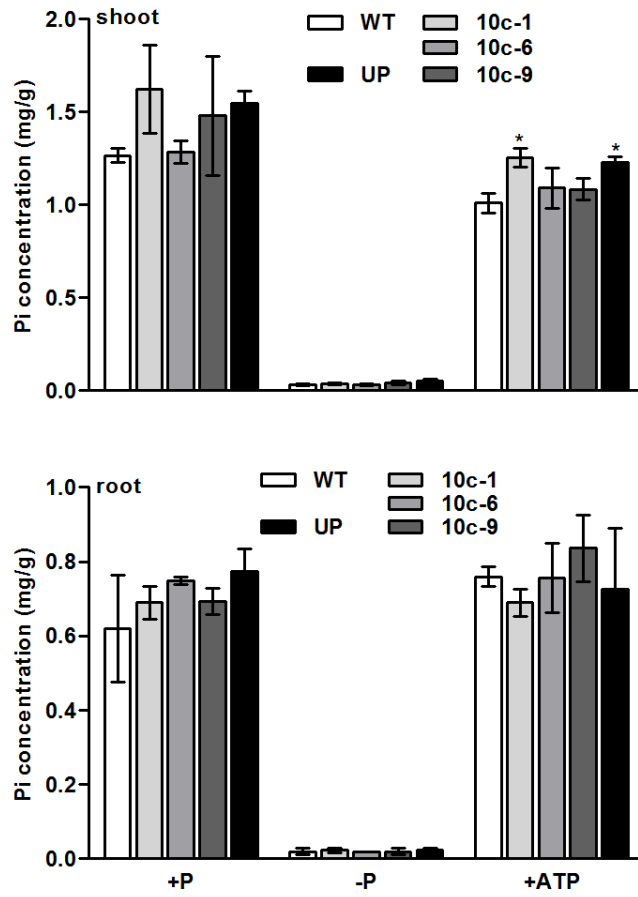 shoot
WT
10c-1
10c-6
UP
10c-9
Pi concentration (mg/g)
2.0
1.5
1.0
0.5
0.0
*
*
root
WT
10c-1
10c-6
UP
10c-9
Pi concentration (mg/g)
1.0
0.8
0.6
0.4
0.2
0.0
+P
-P
+ATP